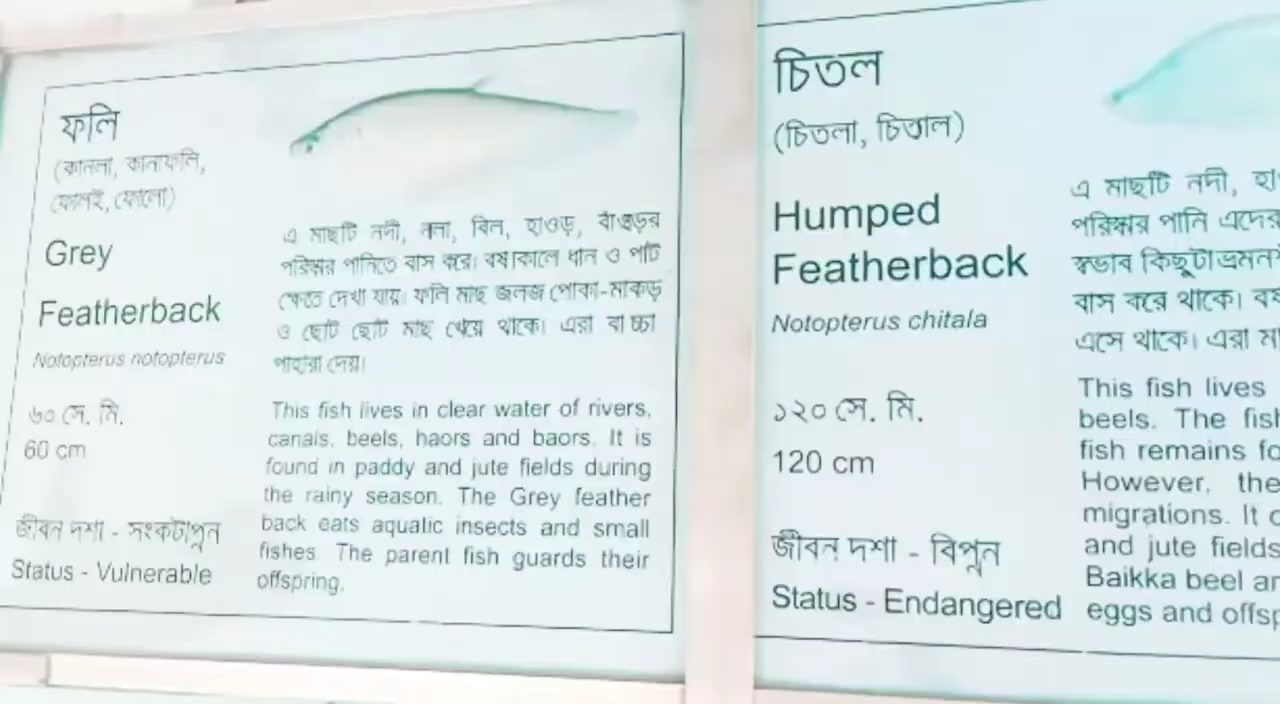 ফলি
(কানলা, কানাফলি,
ফোলই, ফোলো)
Grey
Featherback
Notopterus notopterus
৬০ সে. মি.
60 cm
জীবন দশা - সংকটাপন্ন
Status - Vulnerable
এ মাছটি নদী, নালা, বিল, হাওড়, বাঁওড়ের
পরিষ্কার পানিতে বাস করে। বর্ষাকালে ধান ও পাট
ক্ষেতে দেখা যায়। ফলি মাছ জলজ পোকা-মাকড়
ও ছোট ছোট মাছ খেয়ে থাকে। এরা বাচ্চা
পাহারা দেয়।
This fish lives in clear water of rivers,
canals, beels, haors and baors. It is
found in paddy and jute fields during
the rainy season. The Grey feather
back eats aquatic insects and small
fishes. The parent fish guards their
offspring.
চিতল
(চিতলা, চিত্তাল)
Humped
Featherback
Notopterus chitala
১২০ সে. মি.
120 cm
জীবন দশা - বিপন্ন
Status - Endangered
এ মাছটি নদী,
পরিষ্কার পানি এদের
স্বভাব কিছুটা
বাস করে থাকে।
এসে থাকে। এরা
This fish lives
beels. The
fish remains
However, the
migrations. It
and jute fields
Baikka beel
eggs and